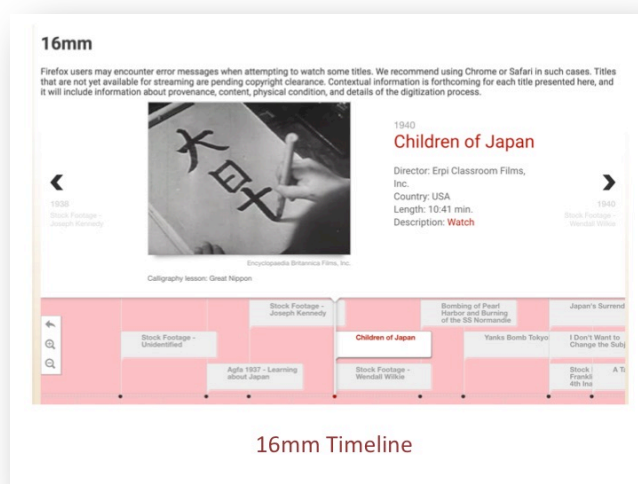 16mm
Firefox users may encounter error messages when attempting to watch some titles. We recommend using Chrome or Safari in such cases. Titles
that are not yet available for streaming are pending copyright clearance. Contextual information is forthcoming for each title presented here, and
it will include information about provenance, content, physical condition, and details of the digitization process.
大日本
1940
Children of Japan
Director: Erpi Classroom Films,
Inc.
Country: USA
Length: 10:41 min.
Description: Watch
1938
Stock Footage -
Joseph Kennedy
1940
Stock Footage -
Wendall Wilkie
Encyclopaedia Britannica Films, Inc.
Calligraphy lesson: Great Nippon
Stock Footage -
Joseph Kennedy
Bombing of Pearl
Harbor and Burning
of the SS Normandie
Japan's Surrend
Stock Footage -
Unidentified
Children of Japan
Yanks Bomb Tokyo
I Don't Want to
Change the Subj
Agfa 1937 - Learning
about Japan
Stock Footage -
Wendall Wilkie
Stock
Frankli
4th Ina
A T
16mm Timeline